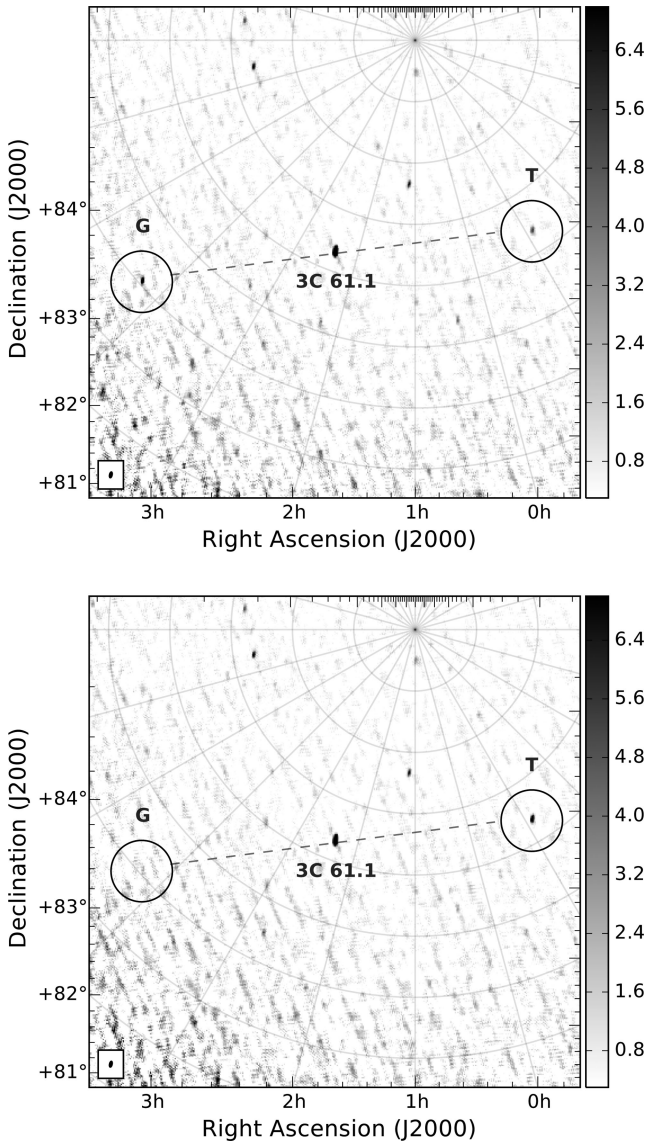 6.4
T
5.6
+84°
G
4.8
4.0
3C 61.1
+83°
3.2
2.4
+82°
1.6
0.8
+81°
3h 2h 1h 0h
Right Ascension (J2000)
Declination (J2000)
6.4
T
5.6
+84°
G
4.8
4.0
3C 61.1
+83°
3.2
2.4
+82°
1.6
0.8
+81°
3h 2h 1h 0h
Right Ascension (J2000)
Declination (J2000)